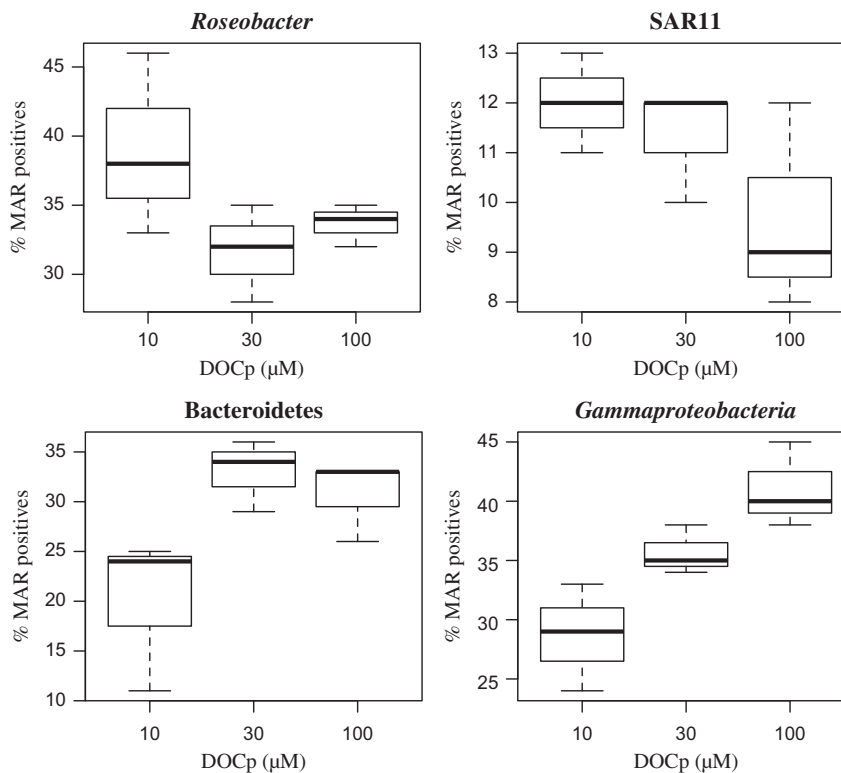 Roseobacter
% MAR positives
45
40
35
30
10 30 100
DOCp (μM)
SAR11
% MAR positives
13
12
11
10
9
8
10 30 100
DOCp (μM)
Bacteroidetes
% MAR positives
35
30
25
20
15
10
10 30 100
DOCp (μM)
Gammaproteobacteria
% MAR positives
45
40
35
30
25
10 30 100
DOCp (μM)